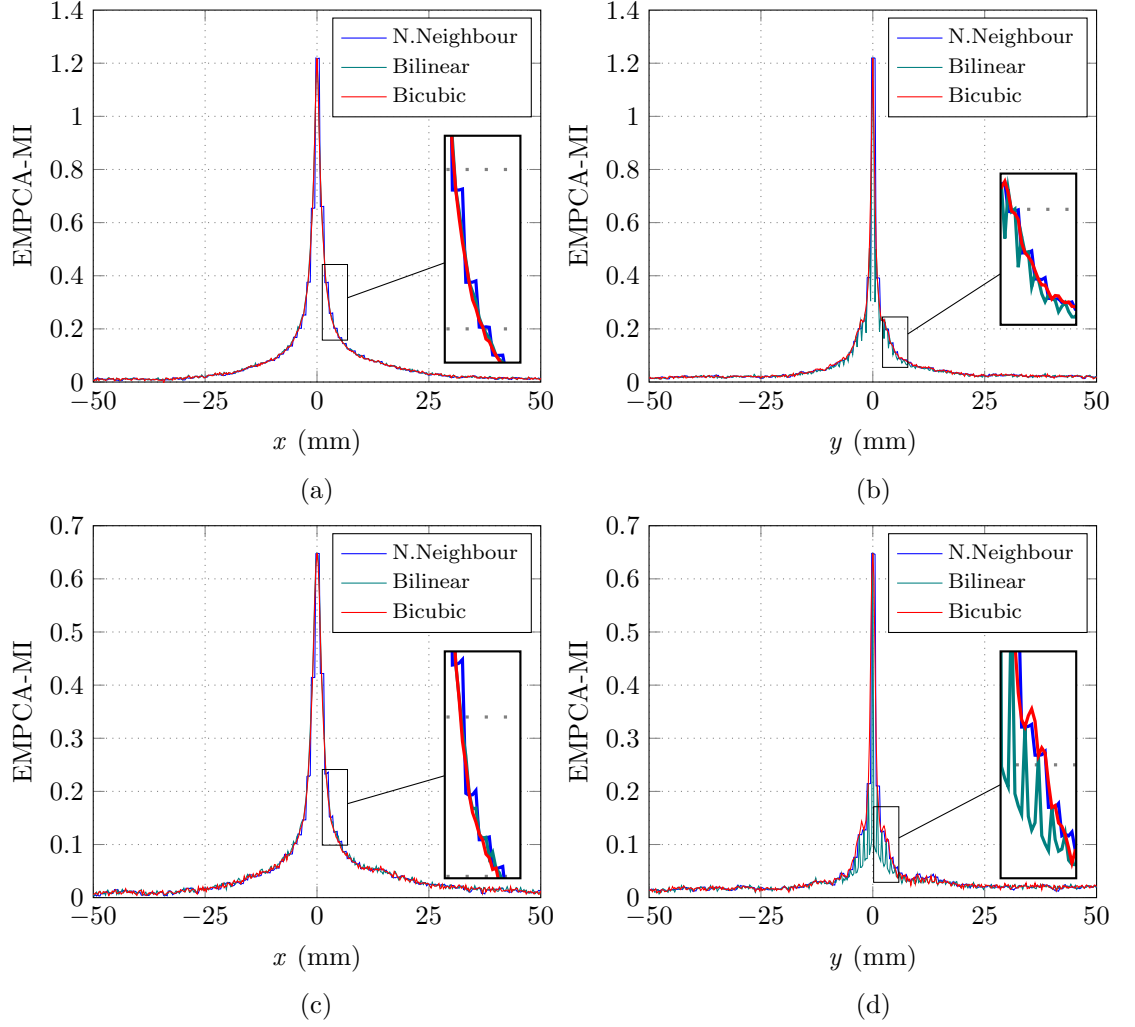 1.4
1.2
1
0.8
0.6
0.4
0.2
0
EMPCA-MI
N.Neighbour
Bilinear
Bicubic
−50
−25
0
25
50
x (mm)
(a)
1.4
1.2
1
0.8
0.6
0.4
0.2
0
EMPCA-MI
N.Neighbour
Bilinear
Bicubic
−50
−25
0
25
50
y (mm)
(b)
0.7
0.6
0.5
0.4
0.3
0.2
0.1
0
EMPCA-MI
N.Neighbour
Bilinear
Bicubic
−50
−25
0
25
50
x (mm)
(c)
0.7
0.6
0.5
0.4
0.3
0.2
0.1
0
EMPCA-MI
N.Neighbour
Bilinear
Bicubic
−50
−25
0
25
50
y (mm)
(d)